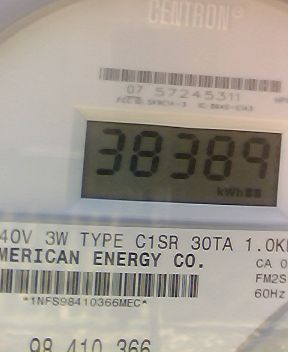 CENTRON®
07 57245311
38389
kWh
40V 3W TYPE C1SR 30TA 1.0K
MERICAN ENERGY CO.
CA 0
FM2S
*1NFS98410366MEC*
60Hz
98 410 366